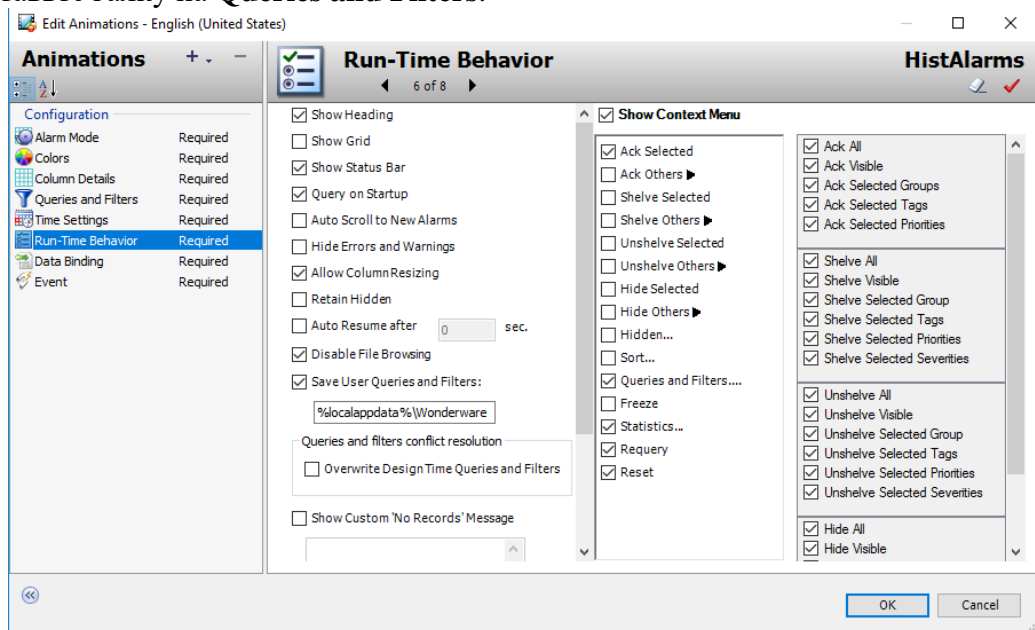 Queries and Filters.
Edit Animations - English (United States)
Animations
Run-Time Behavior
HistAlarms
6 of 8
Configuration
Alarm Mode Required
Colors Required
Column Details Required
Queries and Filters Required
Time Settings Required
Run-Time Behavior Required
Data Binding Required
Event Required
Show Heading
Show Grid
Show Status Bar
Query on Startup
Auto Scroll to New Alarms
Hide Errors and Warnings
Allow Column Resizing
Retain Hidden
Auto Resume after 0 sec.
Disable File Browsing
Save User Queries and Filters:
%localappdata%\Wonderware
Queries and filters conflict resolution
Overwrite Design Time Queries and Filters
Show Custom 'No Records' Message
Show Context Menu
Ack Selected
Ack Others
Shelve Selected
Shelve Others
Unshelve Selected
Unshelve Others
Hide Selected
Hide Others
Hidden...
Sort...
Queries and Filters....
Freeze
Statistics...
Requery
Reset
Ack All
Ack Visible
Ack Selected Groups
Ack Selected Tags
Ack Selected Priorities
Shelve All
Shelve Visible
Shelve Selected Group
Shelve Selected Tags
Shelve Selected Priorities
Shelve Selected Severities
Unshelve All
Unshelve Visible
Unshelve Selected Group
Unshelve Selected Tags
Unshelve Selected Priorities
Unshelve Selected Severities
Hide All
Hide Visible
OK Cancel